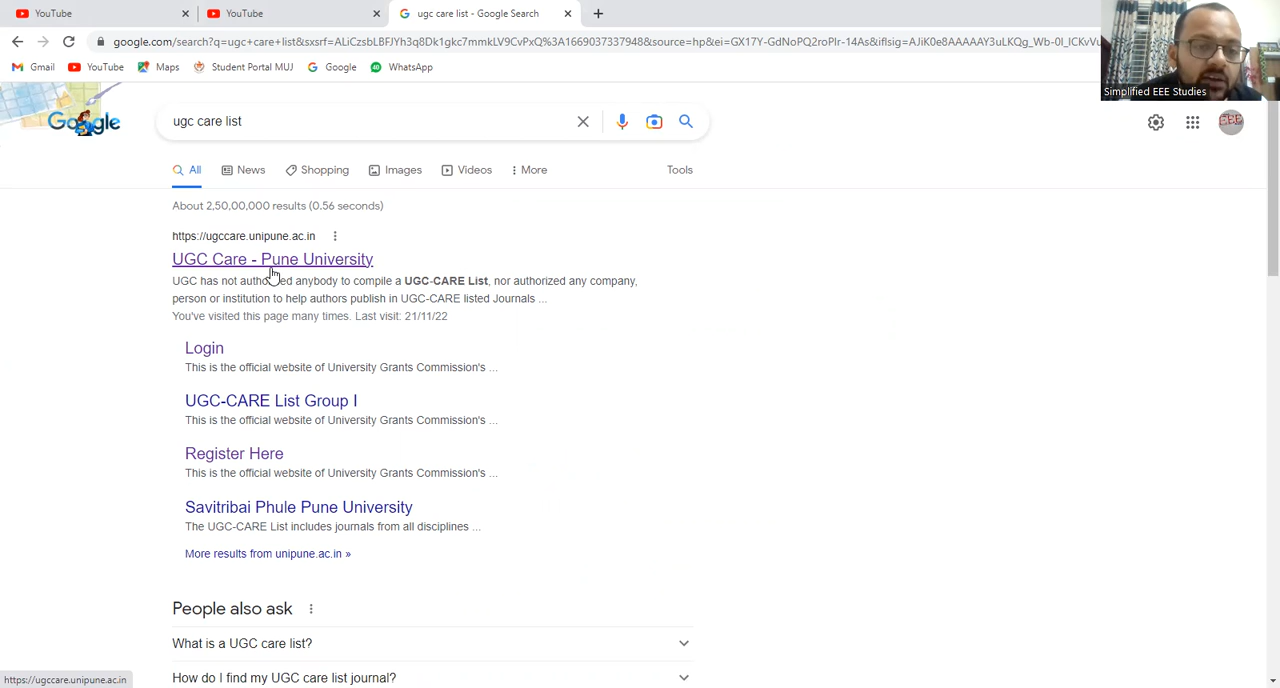 YouTube
YouTube
ugc care list - Google Search
google.com/search?q=ugc+care+list&sxsrf=ALiCzsbLBFJYh3q8Dk1gkc7mmkLV9CvPxQ%3A1669037337948&source=hp&ei=GX17Y-GdNoPQ2roPlr-14As&iflsig=AJiK0e8AAAAAY3uLKQg_Wb-0I_ICKvVu
Gmail
YouTube
Maps
Student Portal MUJ
Google
WhatsApp
Simplified EEE Studies
Google
ugc care list
EEE
All
News
Shopping
Images
Videos
More
Tools
About 2,50,00,000 results (0.56 seconds)
https://ugccare.unipune.ac.in
UGC Care - Pune University
UGC has not authorized anybody to compile a UGC-CARE List, nor authorized any company,
person or institution to help authors publish in UGC-CARE listed Journals ...
You've visited this page many times. Last visit: 21/11/22
Login
This is the official website of University Grants Commission's ...
UGC-CARE List Group I
This is the official website of University Grants Commission's ...
Register Here
This is the official website of University Grants Commission's ...
Savitribai Phule Pune University
The UGC-CARE List includes journals from all disciplines ...
More results from unipune.ac.in »
People also ask
What is a UGC care list?
How do I find my UGC care list journal?
https://ugccare.unipune.ac.in